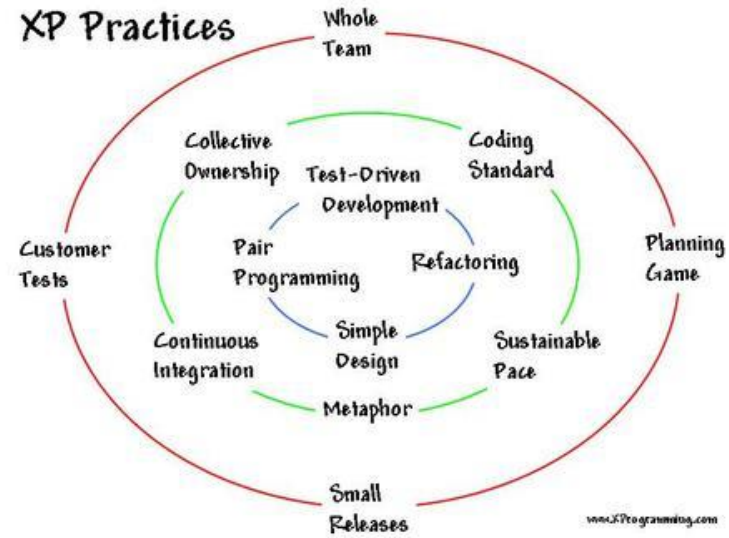 XP Practices
Whole
Team
Collective
Ownership
Coding
Standard
Test-Driven
Development
Customer
Tests
Pair
Programming
Refactoring
Planning
Game
Continuous
Integration
Simple
Design
Sustainable
Pace
Metaphor
Small
Releases
www.XProgramming.com